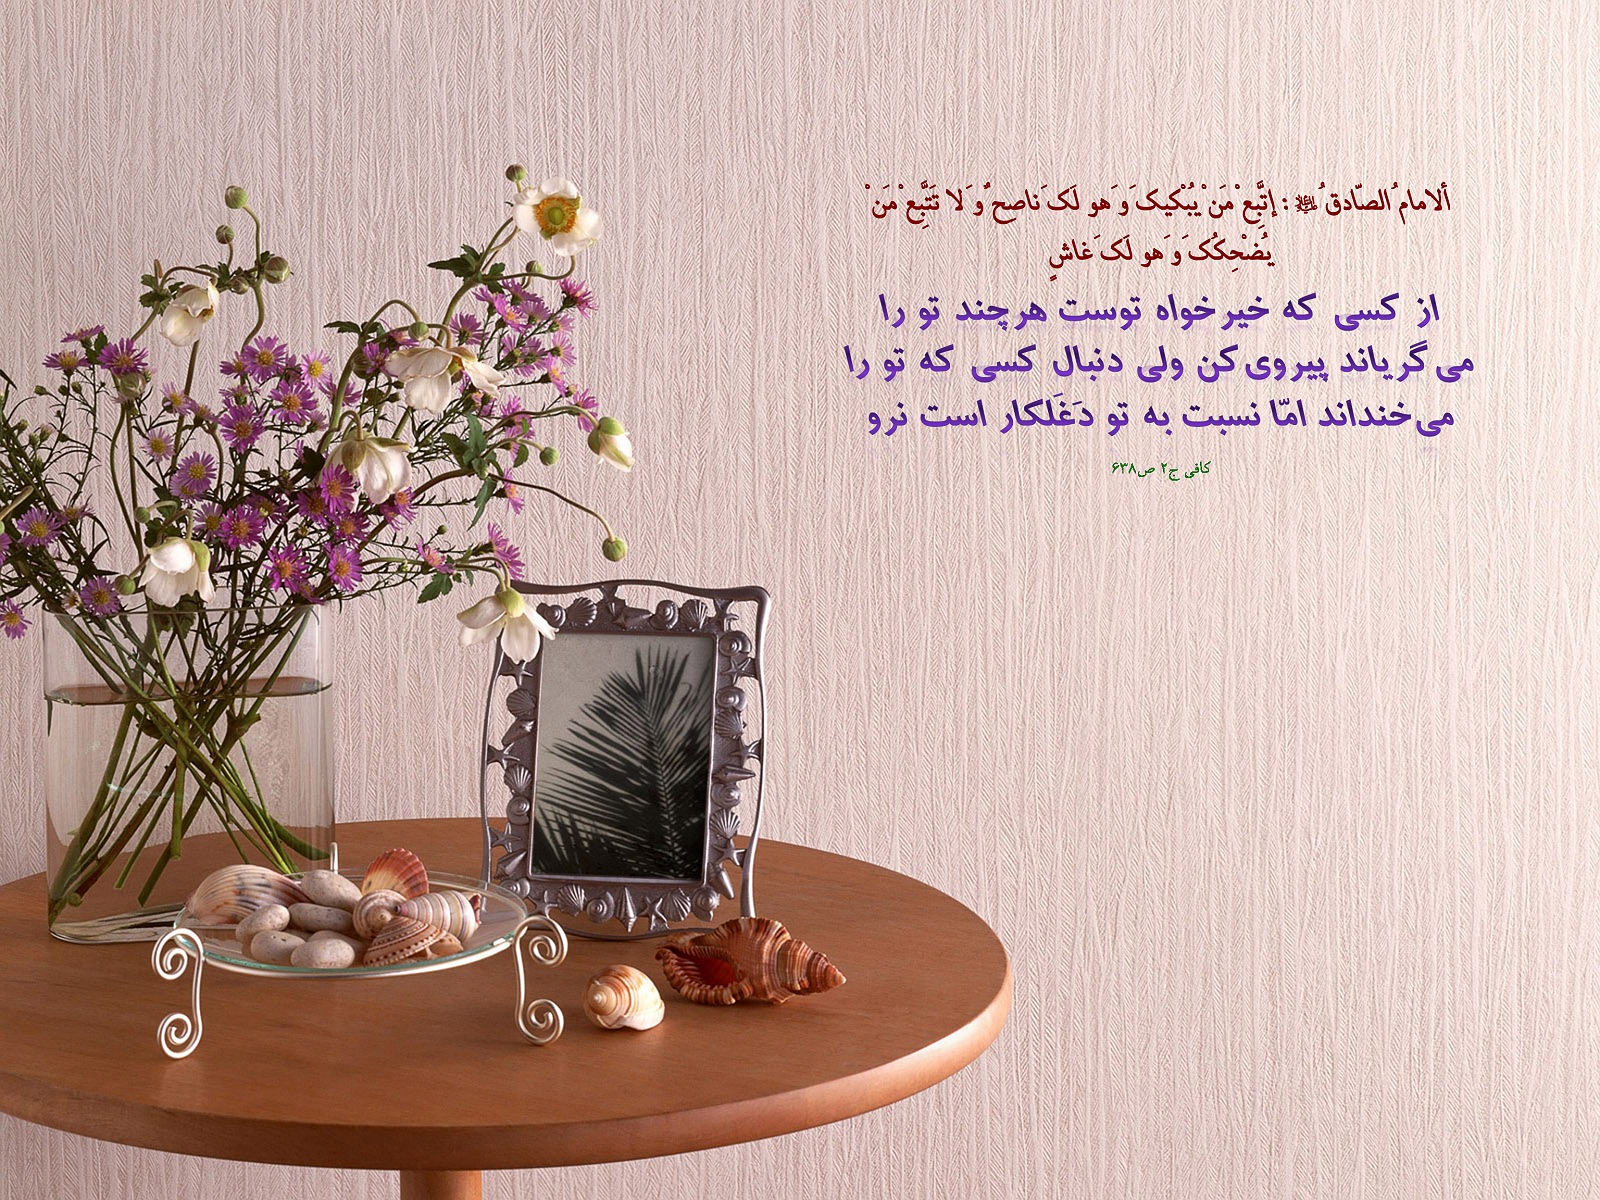 ألامامُ الصّادقُ ﷷ : إتَّبِعْ مَنْ يُبْكيکَ وَ هو لَکَ ناصحٌ وَ لا تَتَّبِعْ مَنْ
يُضْحِكُکَ وَ هو لَکَ غاشٍ
از کسی که خیرخواه توست هرچند تو را
می‌گریاند پیروی‌کن ولی دنبال کسی که تو را
می‌خنداند امّا نسبت به تو دَغَلکار است نرو
کافی ج۲ ص۶۳۸